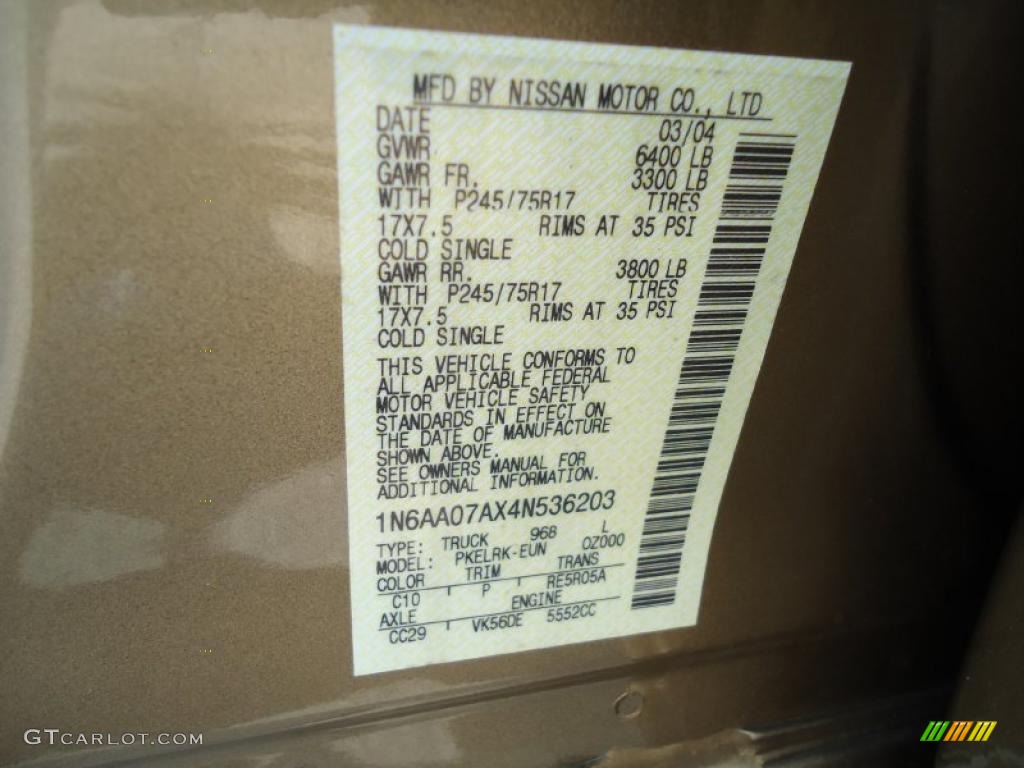 MFD BY NISSAN MOTOR CO., LTD
DATE 03/04
GVWR 6400 LB
GAWR FR. 3300 LB
WITH P245/75R17 TIRES
17X7.5 RIMS AT 35 PSI
COLD SINGLE
GAWR RR. 3800 LB
WITH P245/75R17 TIRES
17X7.5 RIMS AT 35 PSI
COLD SINGLE
THIS VEHICLE CONFORMS TO
ALL APPLICABLE FEDERAL
MOTOR VEHICLE SAFETY
STANDARDS IN EFFECT ON
THE DATE OF MANUFACTURE
SHOWN ABOVE.
SEE OWNERS MANUAL FOR
ADDITIONAL INFORMATION.
1N6AA07AX4N536203
TYPE: TRUCK 968 L
MODEL: PKELRK-EUN 0Z000
COLOR TRIM TRANS
C10 P RE5R05A
AXLE ENGINE
CC29 VK56DE 5552CC
GTCARLOT.COM